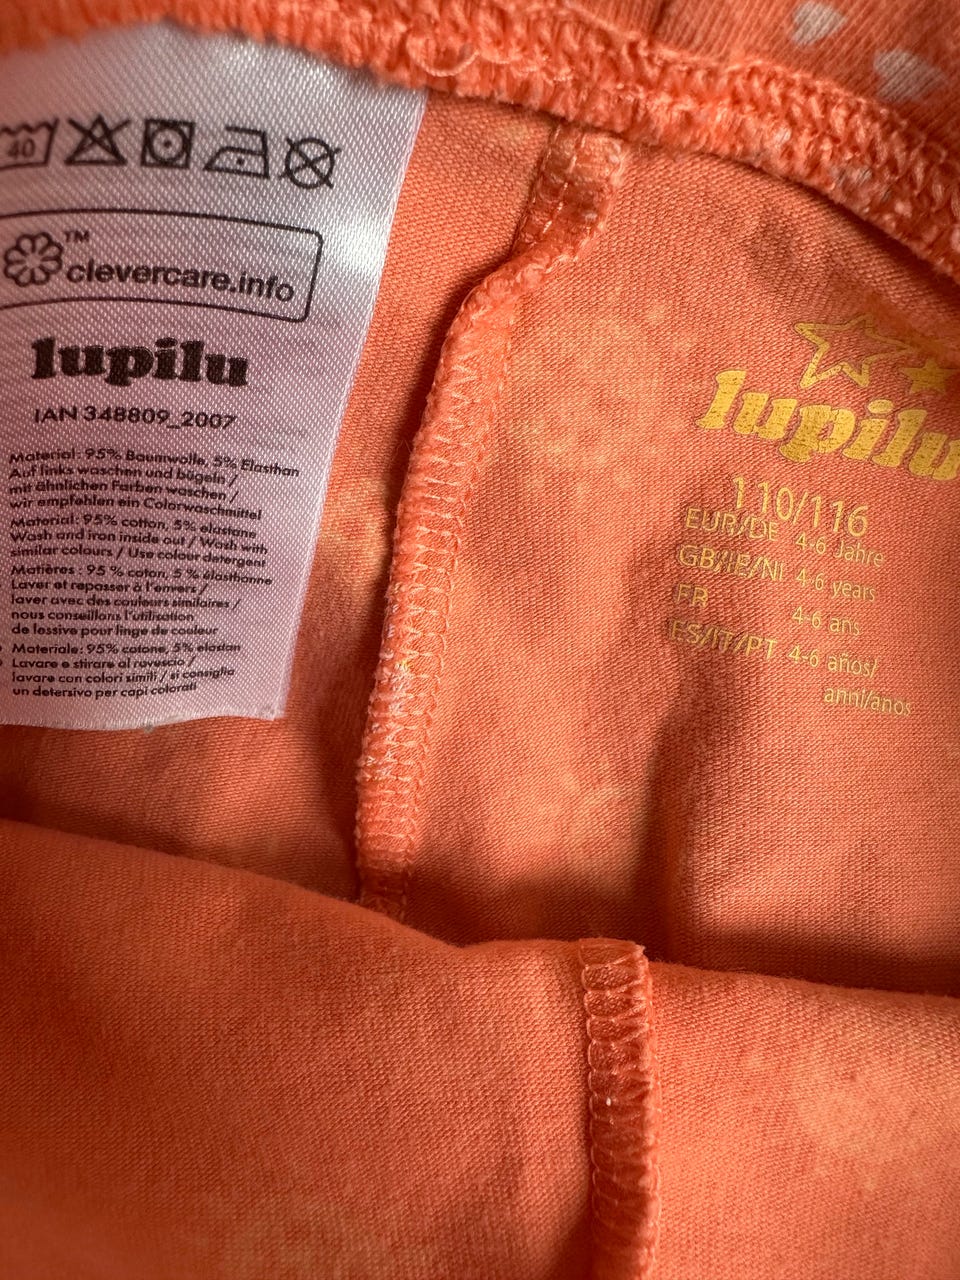 40
clevercare.info
TM
lupilu
IAN 348809_2007
Material: 95% Baumwolle, 5% Elasthan
Auf links waschen und bügeln /
mit ähnlichen Farben waschen /
wir empfehlen ein Colorwaschmittel
Material: 95% cotton, 5% elastane
Wash and iron inside out / Wash with
similar colours / Use colour detergent
Matières : 95 % coton, 5 % élasthanne
Laver et repasser à l'envers /
laver avec des couleurs similaires /
nous conseillons l'utilisation
de lessive pour linge de couleur
Materiale: 95% cotone, 5% elastan
Lavare e stirare al rovescio /
lavare con colori simili / si consiglia
un detersivo per capi colorati
lupilu
110/116
EUR/DE 4-6 Jahre
GB/IE/NI 4-6 years
FR 4-6 ans
ES/IT/PT 4-6 años/
anni/anos